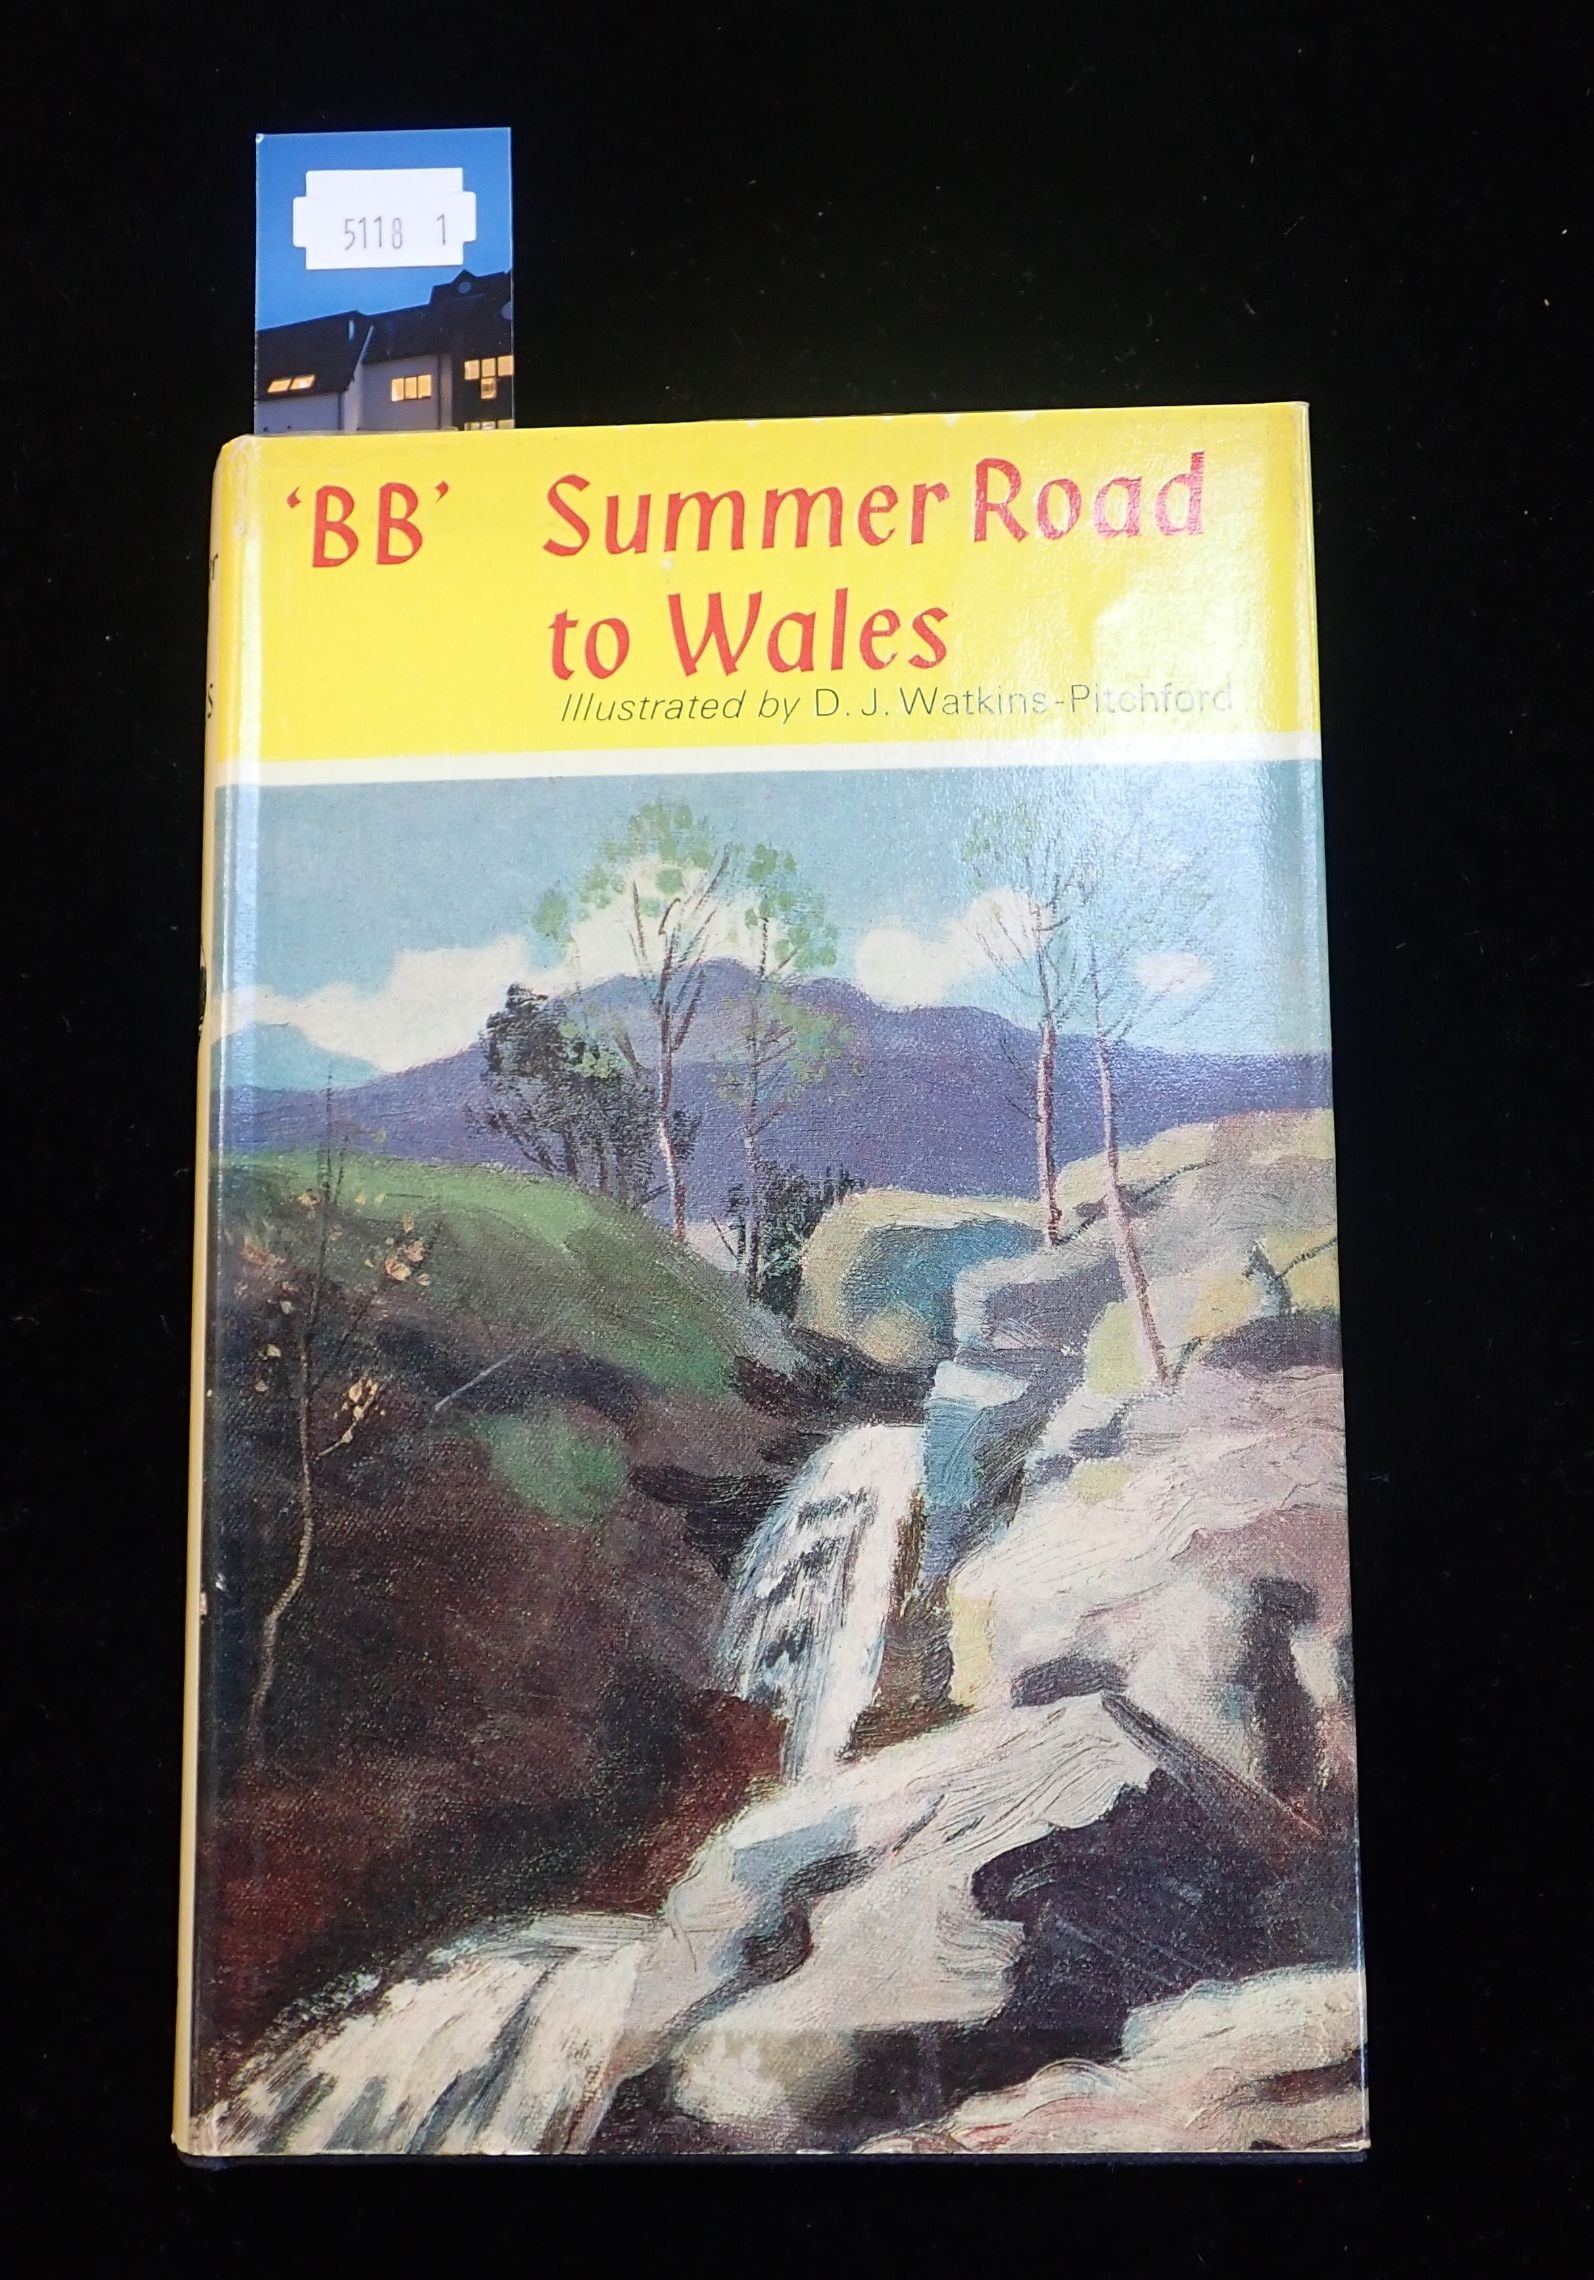 5118 1
‘BB’ Summer Road
to Wales
Illustrated by D. J. Watkins-Pitchford